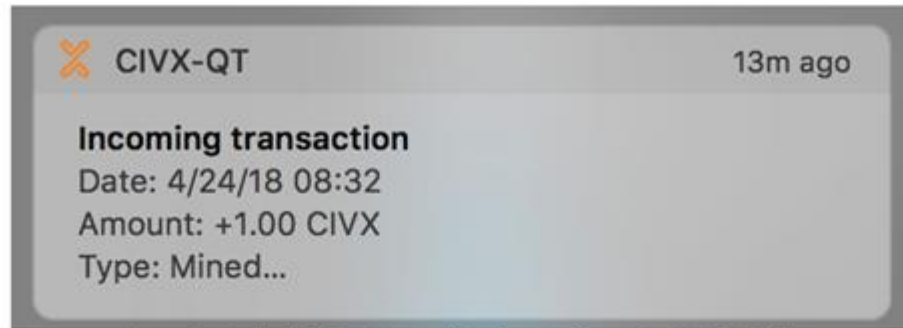 CIVX-QT 13m ago
Incoming transaction
Date: 4/24/18 08:32
Amount: +1.00 CIVX
Type: Mined...